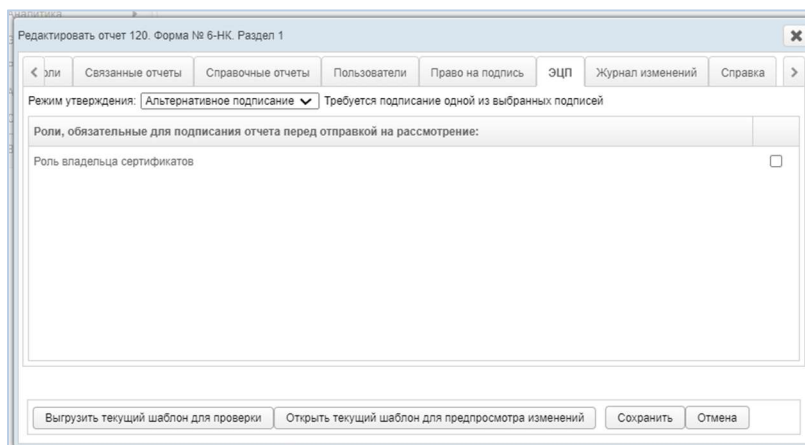 Аналитика
Редактировать отчет 120. Форма № 6-НК. Раздел 1
Связанные отчеты Справочные отчеты Пользователи Право на подпись ЭЦП Журнал изменений Справка
Режим утверждения: Альтернативное подписание Требуется подписание одной из выбранных подписей
Роли, обязательные для подписания отчета перед отправкой на рассмотрение:
Роль владельца сертификатов
Выгрузить текущий шаблон для проверки Открыть текущий шаблон для предпросмотра изменений Сохранить Отмена